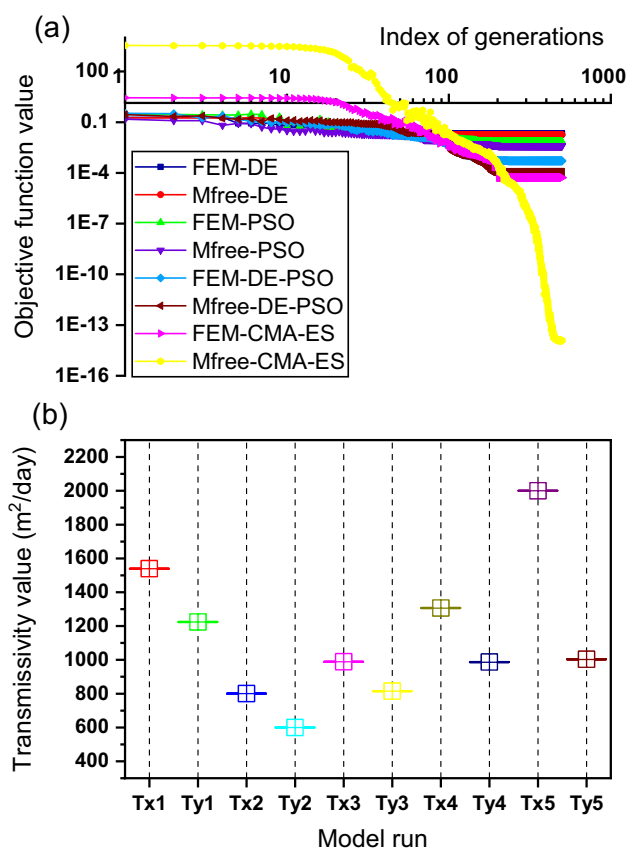 (a)
Index of generations
Objective function value
100
0.1
1E-4
1E-7
1E-10
1E-13
1E-16
10
100
1000
FEM-DE
Mfree-DE
FEM-PSO
Mfree-PSO
FEM-DE-PSO
Mfree-DE-PSO
FEM-CMA-ES
Mfree-CMA-ES
(b)
Transmissivity value (m²/day)
2200
2000
1800
1600
1400
1200
1000
800
600
400
Tx1 Ty1 Tx2 Ty2 Tx3 Ty3 Tx4 Ty4 Tx5 Ty5
Model run